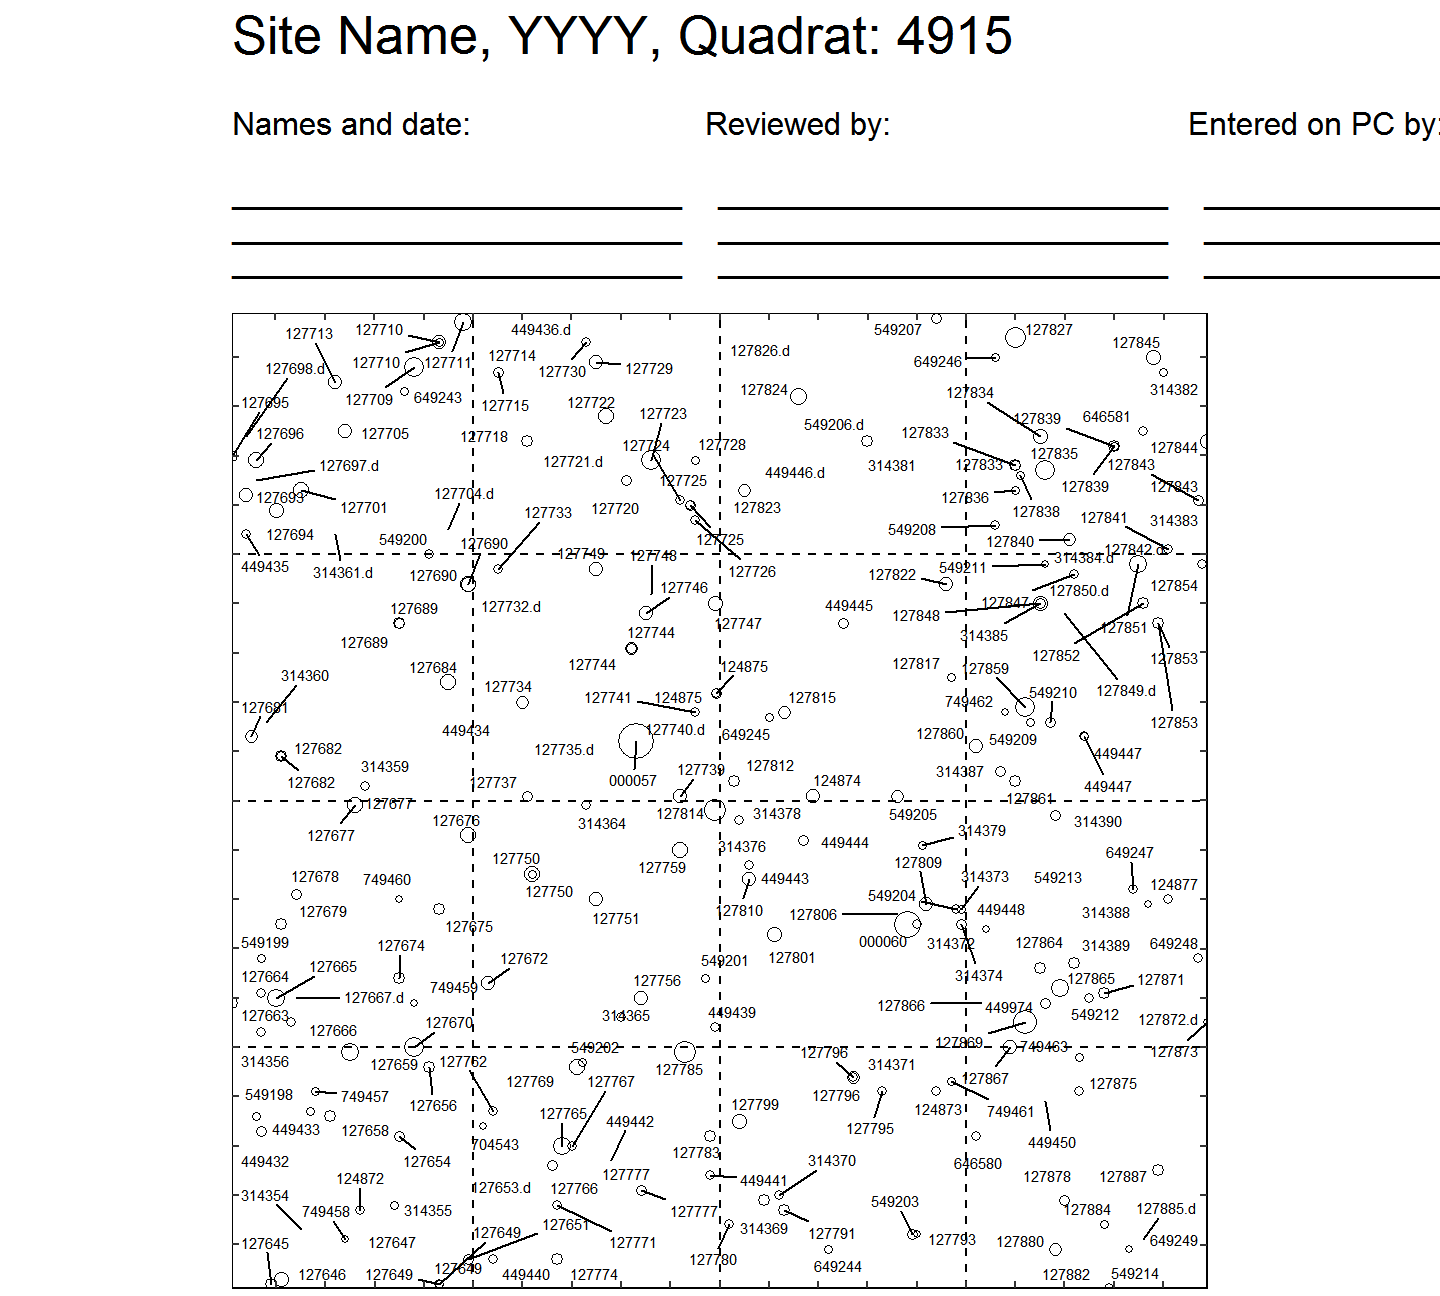 Site Name, YYYY, Quadrat: 4915
Names and date: Reviewed by: Entered on PC by:
549207 127827
127713 127710 449436.d
127845
127826.d
127714
127710 127711 649246
127698.d 127730 127729
314382
127824
127709 649243 127834
127695 127715 127722
127723
127839 646581
549206.d
127696 127705 127718 127833
127724 127728 127844
127835
127721.d 127833 127843
127697.d 314381
449446.d
127725 127839 127843
127693 127704.d 127836
127701 127720 127823
127733 127838
127841 314383
549208
127694 549200 127690 127725 127840
127749 127748 127842.d
314384.d
449435 549211
314361.d 127690 127726 127822
127854
127746 127850.d
127689 127732.d 449445 127847
127848
127747 127851
127744 314385
127689
127852 127853
127744
127684 124875 127817 127859
314360
127734 127849.d
127741 124875 127815 549210
749462
127681
449434 127740.d 649245 127860 127853
549209
127682 127735.d
449447
314359 127739 127812
314387
127682 127737 000057 124874 449447
127677 127861
127676 127814 314378 549205
314364 314390
127677 314379
314376 449444
127750 649247
127759 127809
127678 749460 449443 314373 549213 124877
127750
549204
127679 127810 127806 449448 314388
127751
127675
549199 127674 000060 314372 127864 314389 649248
127672 549201 127801
127664 127665 314374
127756 127865 127871
749459
127667.d 127866 449974
127663 314365 449439 549212
127670 127872.d
127666 127869 749463
549202 127796 127873
314356 127659 127762 314371
127785
127769 127767 127867
127875
549198 749457 127796
127656 127799 124873
127765 749461
449442 127795
449433 127658
704543 449450
127783
449432 127654 314370 646580
124872 127777 127878 127887
449441
314354 127653.d 127766
549203
749458 314355 127777 127884 127885.d
127651 314369
127649 127791
127645 127647 127771 127793 127880 649249
127780
127646 127649 127649 449440 127774 649244 127882 549214